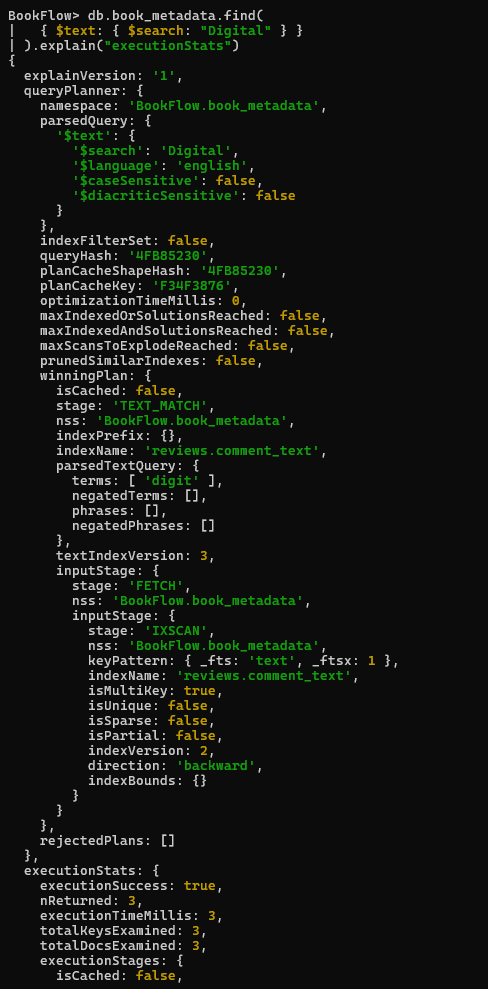 BookFlow> db.book_metadata.find(
|   { $text: { $search: "Digital" } }
| ).explain("executionStats")
{
  explainVersion: '1',
  queryPlanner: {
    namespace: 'BookFlow.book_metadata',
    parsedQuery: {
      '$text': {
        '$search': 'Digital',
        '$language': 'english',
        '$caseSensitive': false,
        '$diacriticSensitive': false
      }
    },
    indexFilterSet: false,
    queryHash: '4FB85230',
    planCacheShapeHash: '4FB85230',
    planCacheKey: 'F34F3876',
    optimizationTimeMillis: 0,
    maxIndexedOrSolutionsReached: false,
    maxIndexedAndSolutionsReached: false,
    maxScansToExplodeReached: false,
    prunedSimilarIndexes: false,
    winningPlan: {
      isCached: false,
      stage: 'TEXT_MATCH',
      nss: 'BookFlow.book_metadata',
      indexPrefix: {},
      indexName: 'reviews.comment_text',
      parsedTextQuery: {
        terms: [ 'digit' ],
        negatedTerms: [],
        phrases: [],
        negatedPhrases: []
      },
      textIndexVersion: 3,
      inputStage: {
        stage: 'FETCH',
        nss: 'BookFlow.book_metadata',
        inputStage: {
          stage: 'IXSCAN',
          nss: 'BookFlow.book_metadata',
          keyPattern: { _fts: 'text', _ftsx: 1 },
          indexName: 'reviews.comment_text',
          isMultiKey: true,
          isUnique: false,
          isSparse: false,
          isPartial: false,
          indexVersion: 2,
          direction: 'backward',
          indexBounds: {}
        }
      }
    },
    rejectedPlans: []
  },
  executionStats: {
    executionSuccess: true,
    nReturned: 3,
    executionTimeMillis: 3,
    totalKeysExamined: 3,
    totalDocsExamined: 3,
    executionStages: {
      isCached: false,